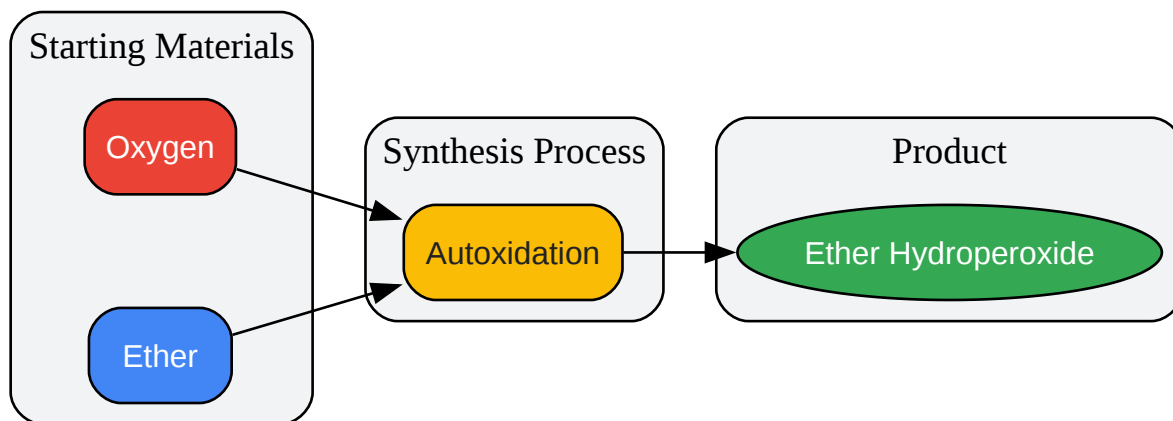 Starting Materials
Oxygen
Ether
Synthesis Process
Autoxidation
Product
Ether Hydroperoxide